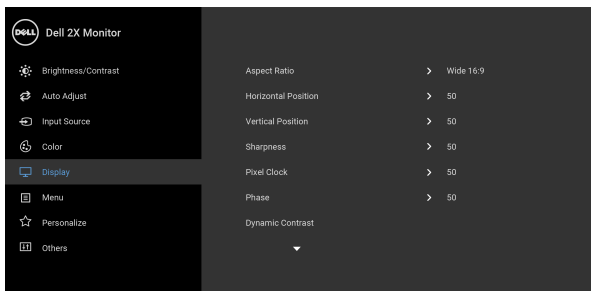 DELL Dell 2X Monitor
Brightness/Contrast
Auto Adjust
Input Source
Color
Display
Menu
Personalize
Others
Aspect Ratio Wide 16:9
Horizontal Position 50
Vertical Position 50
Sharpness 50
Pixel Clock 50
Phase 50
Dynamic Contrast